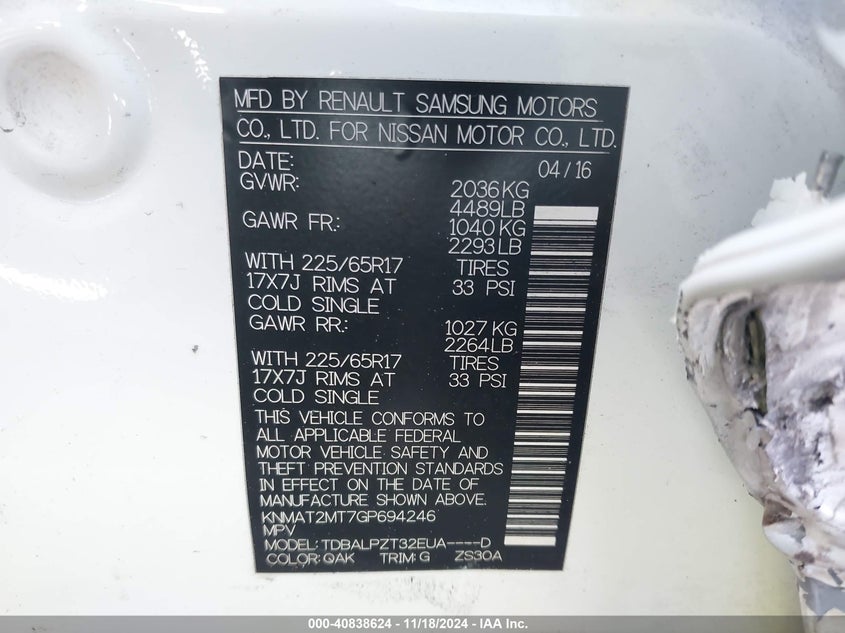 MFD BY RENAULT SAMSUNG MOTORS
CO., LTD. FOR NISSAN MOTOR CO., LTD.
DATE: 04/16
GVWR: 2036KG
4489LB
GAWR FR.: 1040KG
2293LB
WITH 225/65R17 TIRES
17X7J RIMS AT 33 PSI
COLD SINGLE
GAWR RR.: 1027KG
2264LB
WITH 225/65R17 TIRES
17X7J RIMS AT 33 PSI
COLD SINGLE
THIS VEHICLE CONFORMS TO
ALL APPLICABLE FEDERAL
MOTOR VEHICLE SAFETY AND
THEFT PREVENTION STANDARDS
IN EFFECT ON THE DATE OF
MANUFACTURE SHOWN ABOVE.
KNMAT2MT7GP694246
MPV
MODEL: TDBALPZT32EUA----D
COLOR: QAK TRIM: G ZS30A
000-40838624 - 11/18/2024 - IAA Inc.